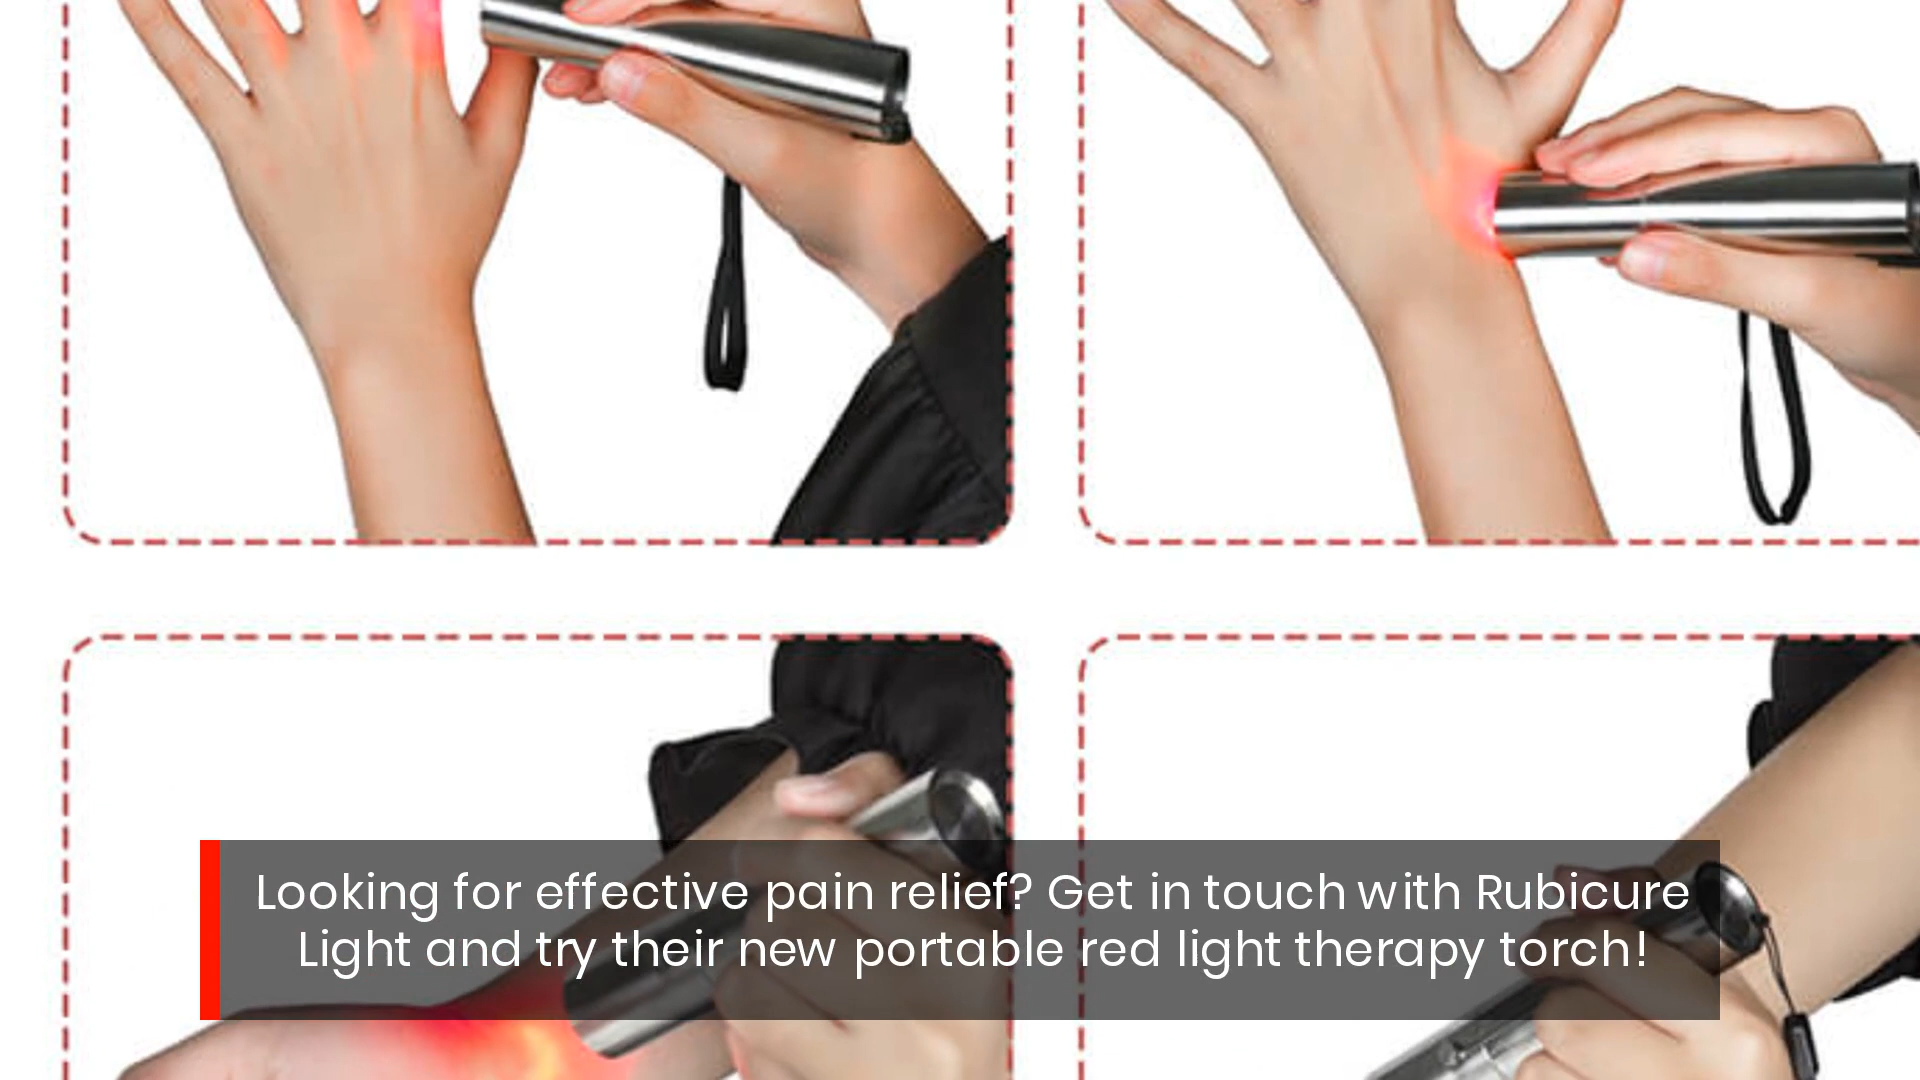 Looking for effective pain relief? Get in touch with Rubicure
Light and try their new portable red light therapy torch!